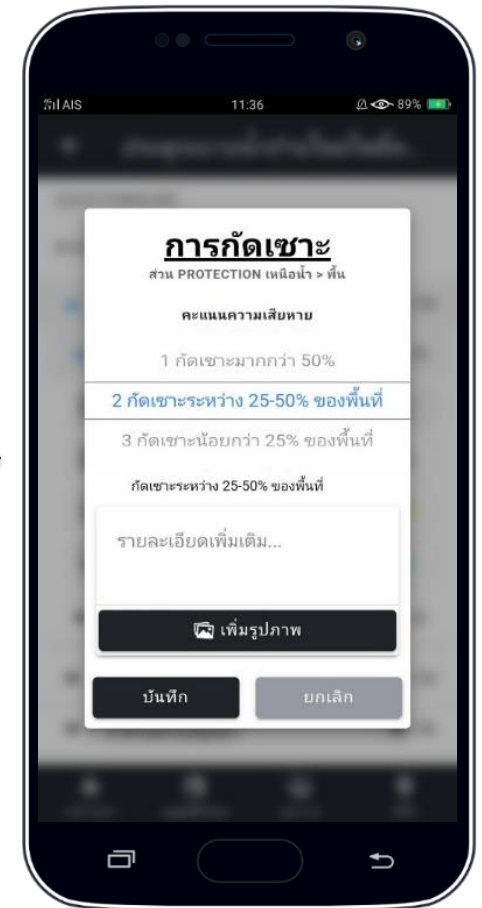 AIS 11:36 89%
การกัดเซาะ
ส่วน PROTECTION เหนือน้ำ > พื้น
คะแนนความเสียหาย
1 กัดเซาะมากกว่า 50%
2 กัดเซาะระหว่าง 25-50% ของพื้นที่
3 กัดเซาะน้อยกว่า 25% ของพื้นที่
กัดเซาะระหว่าง 25-50% ของพื้นที่
รายละเอียดเพิ่มเติม...
เพิ่มรูปภาพ
บันทึก ยกเลิก